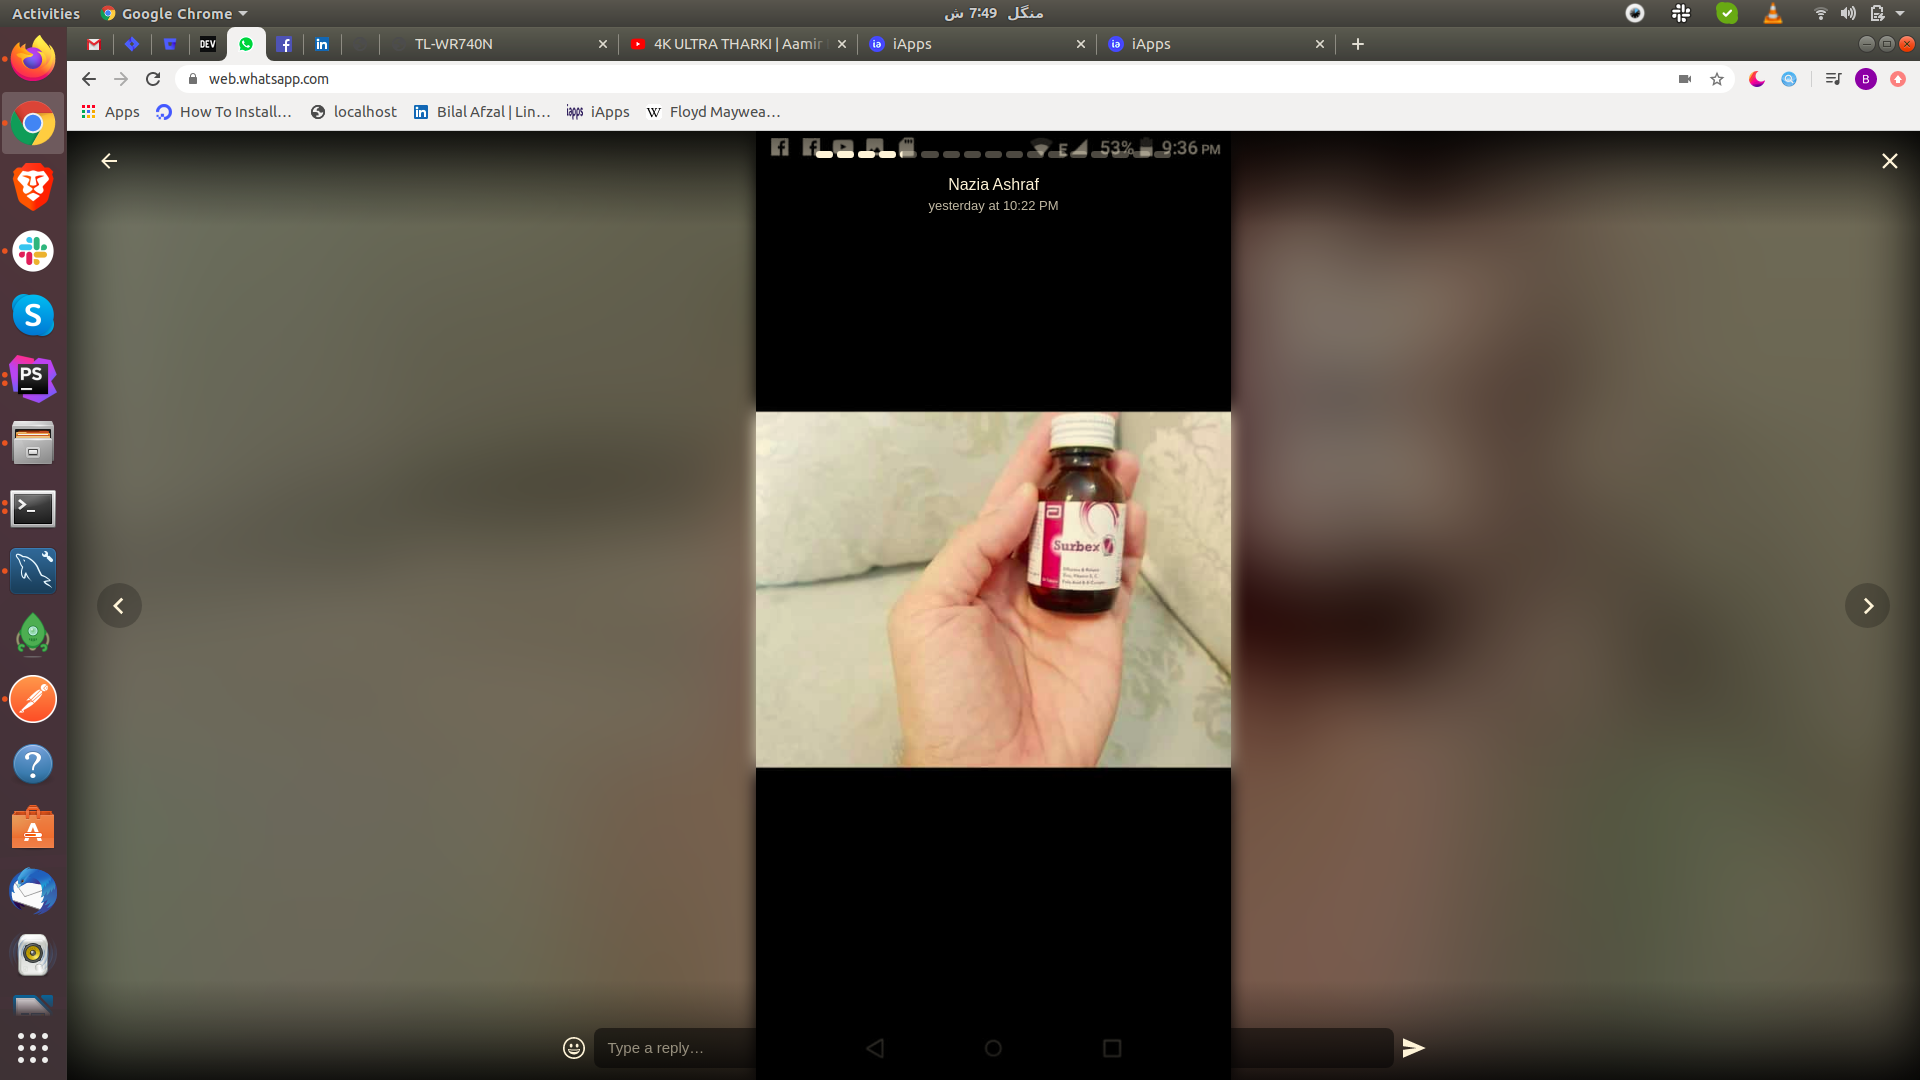 Activities
Google Chrome
منگل 7:49 ش
TL-WR740N
4K ULTRA THARKI | Aamir
iApps
iApps
web.whatsapp.com
B
Apps
How To Install…
localhost
Bilal Afzal | Lin…
iApps
Floyd Maywea…
E
53%
9:36 PM
Nazia Ashraf
yesterday at 10:22 PM
Surbex
Type a reply…
DEV
PS